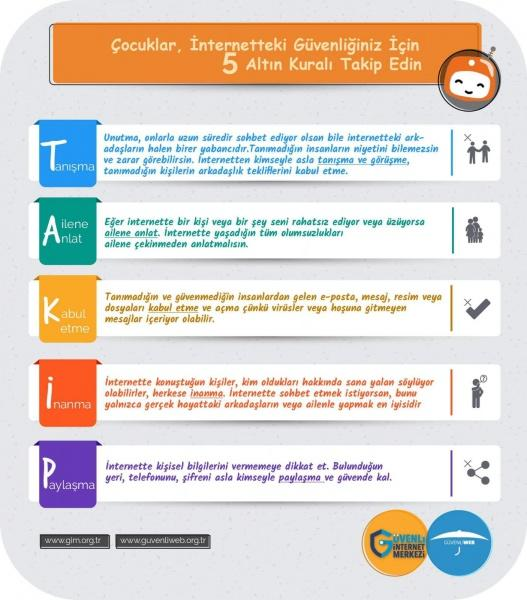 Çocuklar, İnternetteki Güvenliğiniz İçin
5 Altın Kuralı Takip Edin
Tanışma
Unutma, onlarla uzun süredir sohbet ediyor olsan bile internetteki ark-
adaşların halen birer yabancıdır.Tanımadığın insanların niyetini bilemezsin
ve zarar görebilirsin. İnternetten kimseyle asla tanışma ve görüşme,
tanımadığın kişilerin arkadaşlık tekliflerini kabul etme.
Ailene
Anlat
Eğer internette bir kişi veya bir şey seni rahatsız ediyor veya üzüyorsa
ailene anlat. İnternette yaşadığın tüm olumsuzlukları
ailene çekinmeden anlatmalısın.
Kabul
etme
Tanımadığın ve güvenmediğin insanlardan gelen e-posta, mesaj, resim veya
dosyaları kabul etme ve açma çünkü virüsler veya hoşuna gitmeyen
mesajlar içeriyor olabilir.
İnanma
İnternette konuştuğun kişiler, kim oldukları hakkında sana yalan söylüyor
olabilirler, herkese inanma. İnternette sohbet etmek istiyorsan, bunu
yalnızca gerçek hayattaki arkadaşların veya ailenle yapmak en iyisidir
Paylaşma
İnternette kişisel bilgilerini vermemeye dikkat et. Bulunduğun
yeri, telefonunu, şifreni asla kimseyle paylaşma ve güvende kal.
www.gim.org.tr
www.guvenliweb.org.tr
GÜVENLİ
İNTERNET
MERKEZİ
GÜVENLİWEB